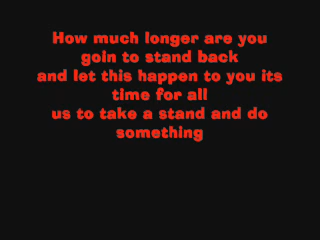 How much longer are you
goin to stand back
and let this happen to you its
time for all
us to take a stand and do
something